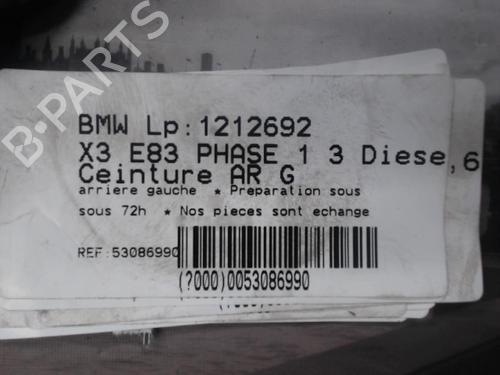 B-PARTS
BMW Lp:1212692
X3 E83 PHASE 1 3 Diese,6
Ceinture AR G
arriere gauche * Preparation sous
sous 72h * Nos pieces sont echange
REF:53086990
(?000)0053086990